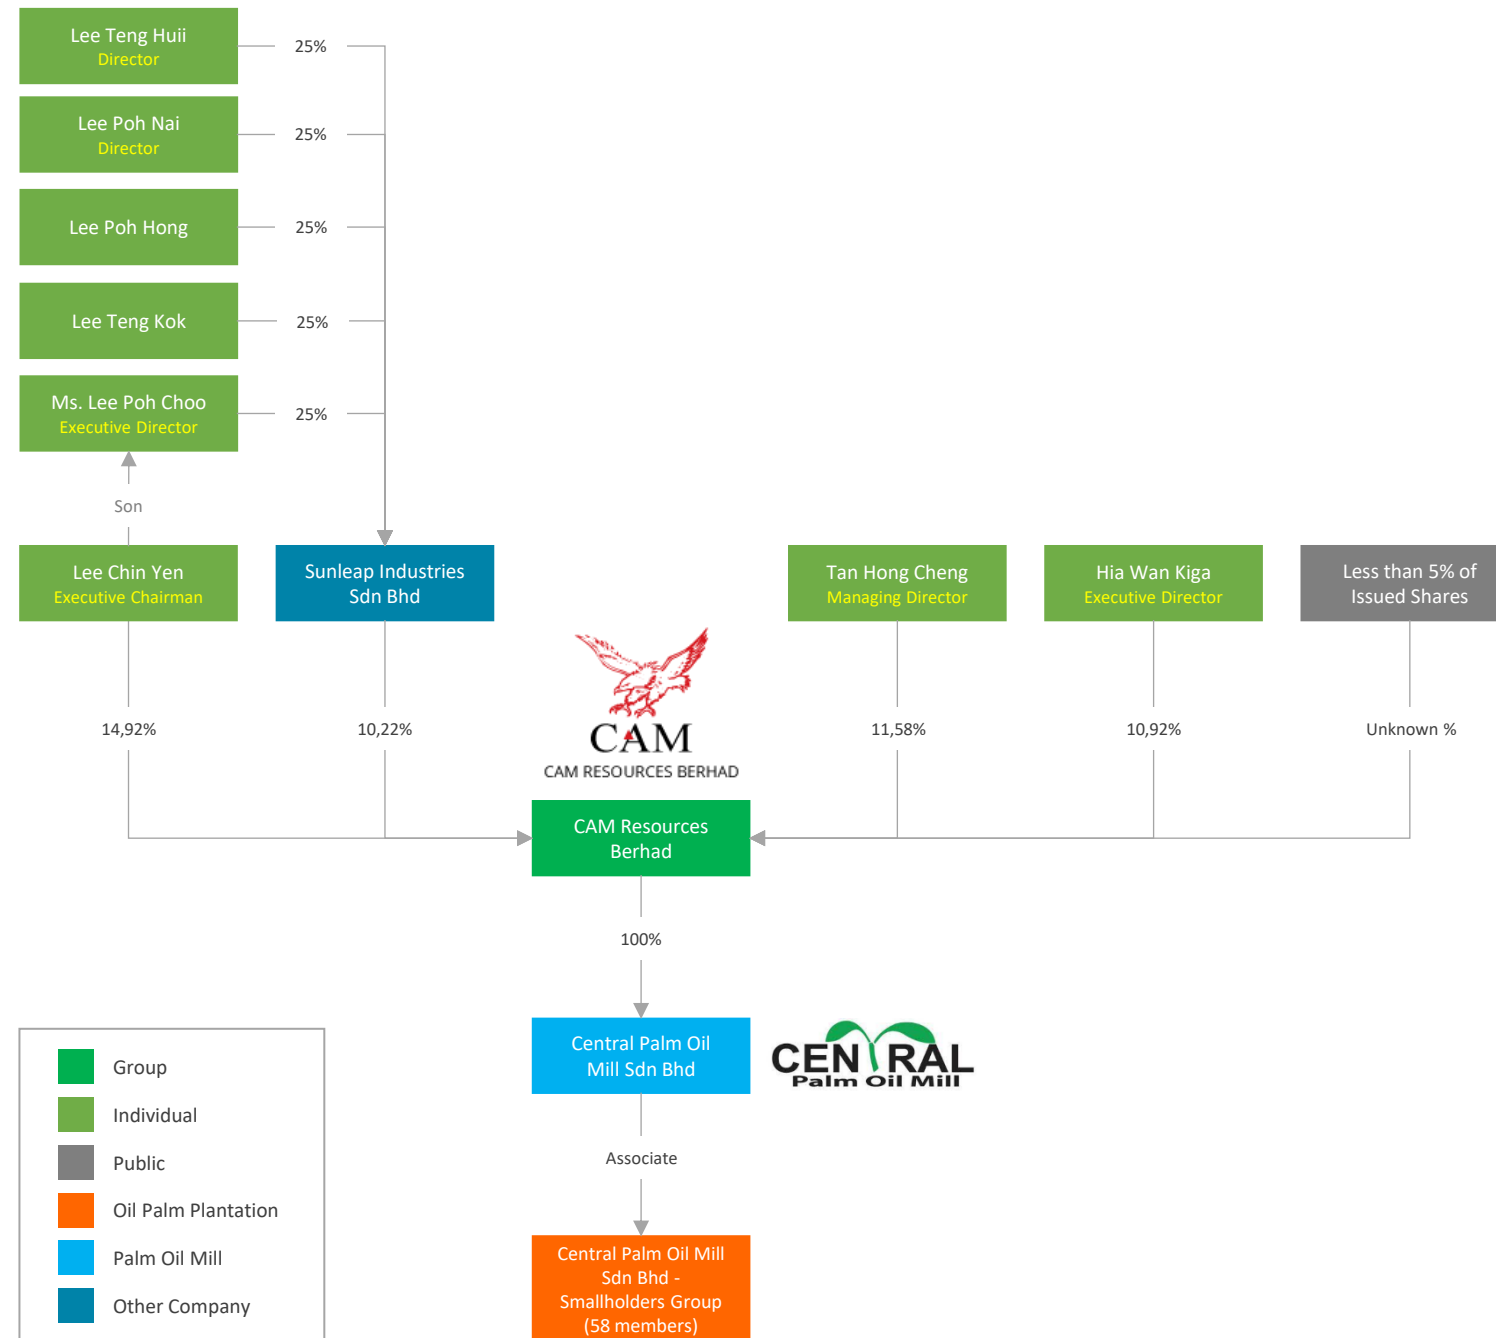 Lee Teng Huii
Director
25%
Lee Poh Nai
Director
25%
Lee Poh Hong
25%
Lee Teng Kok
25%
Ms. Lee Poh Choo
Executive Director
25%
Son
Lee Chin Yen
Executive Chairman
Sunleap Industries
Sdn Bhd
Tan Hong Cheng
Managing Director
Hia Wan Kiga
Executive Director
Less than 5% of
Issued Shares
14,92%
10,22%
CAM
CAM RESOURCES BERHAD
11,58%
10,92%
Unknown %
CAM Resources
Berhad
100%
Central Palm Oil
Mill Sdn Bhd
CENTRAL
Palm Oil Mill
Associate
Central Palm Oil Mill
Sdn Bhd -
Smallholders Group
(58 members)
Group
Individual
Public
Oil Palm Plantation
Palm Oil Mill
Other Company